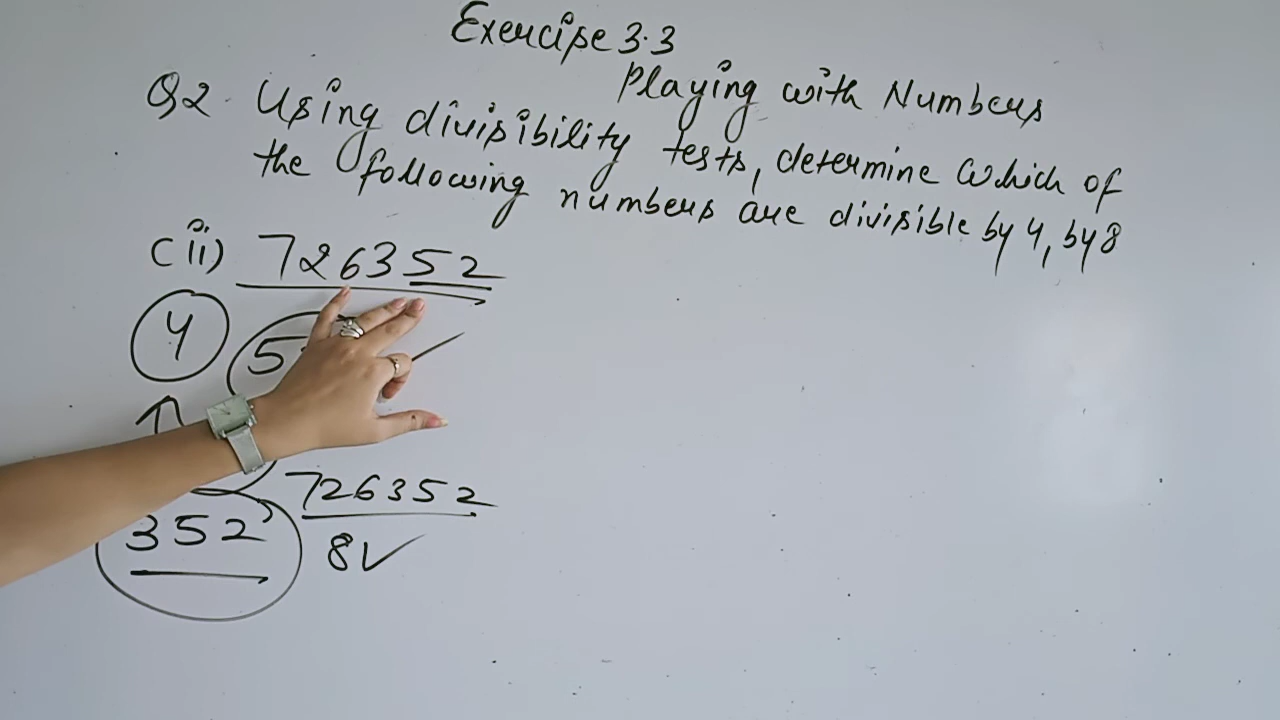 Exercise 3.3
Playing with Numbers
Q2 Using divisibility tests, determine which of
the following numbers are divisible by 4, by 8
(ii) 726352
4 5
726352
352 8✓